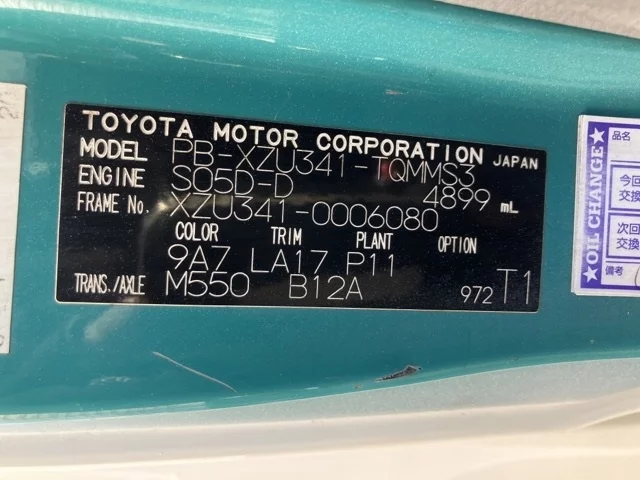 TOYOTA MOTOR CORPORATION JAPAN
MODEL PB-XZU341-TQMMS3
ENGINE S05D-D 4899 mL
FRAME No. XZU341-0006080
COLOR TRIM PLANT OPTION
9A7 LA17 P11
TRANS./AXLE M550 B12A 972 T1
★OIL CHANGE★
品名
今回
交換
次回
交換
備考